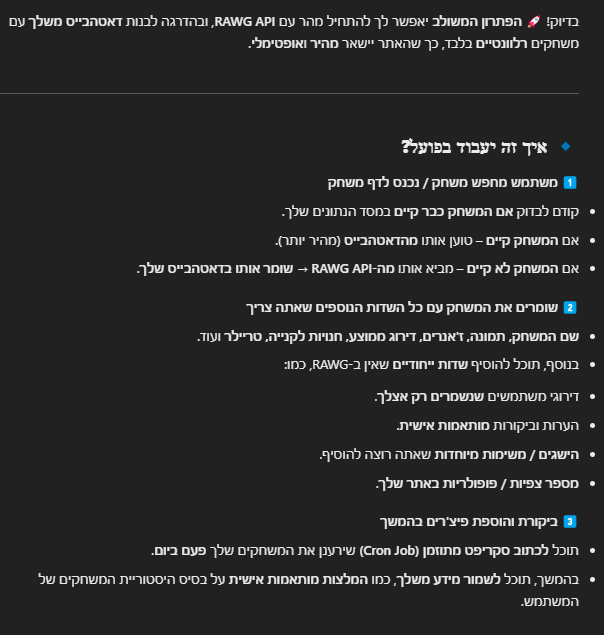 בדיוק! 🚀 הפתרון המשולב יאפשר לך להתחיל מהר עם RAWG API, ובהדרגה לבנות דאטהבייס משלך עם
משחקים רלוונטיים בלבד, כך שהאתר יישאר מהיר ואופטימלי.
🔹 איך זה יעבוד בפועל?
1️⃣ משתמש מחפש משחק / נכנס לדף משחק
• קודם לבדוק אם המשחק כבר קיים במסד הנתונים שלך.
• אם המשחק קיים – טוען אותו מהדאטהבייס (מהיר יותר).
• אם המשחק לא קיים – מביא אותו מה-RAWG API → שומר אותו בדאטהבייס שלך.
2️⃣ שומרים את המשחק עם כל השדות הנוספים שאתה צריך
• שם המשחק, תמונה, ז'אנרים, דירוג ממוצע, חנויות לקנייה, טריילר ועוד.
• בנוסף, תוכל להוסיף שדות ייחודיים שאין ב-RAWG, כמו:
• דירוגי משתמשים שנשמרים רק אצלך.
• הערות וביקורות מותאמות אישית.
• הישגים / משימות מיוחדות שאתה רוצה להוסיף.
• מספר צפיות / פופולריות באתר שלך.
3️⃣ ביקורת והוספת פיצ'רים בהמשך
• תוכל לכתוב סקריפט מתוזמן (Cron Job) שירענן את המשחקים שלך פעם ביום.
• בהמשך, תוכל לשמור מידע משלך, כמו המלצות מותאמות אישית על בסיס היסטוריית המשחקים של
המשתמש.